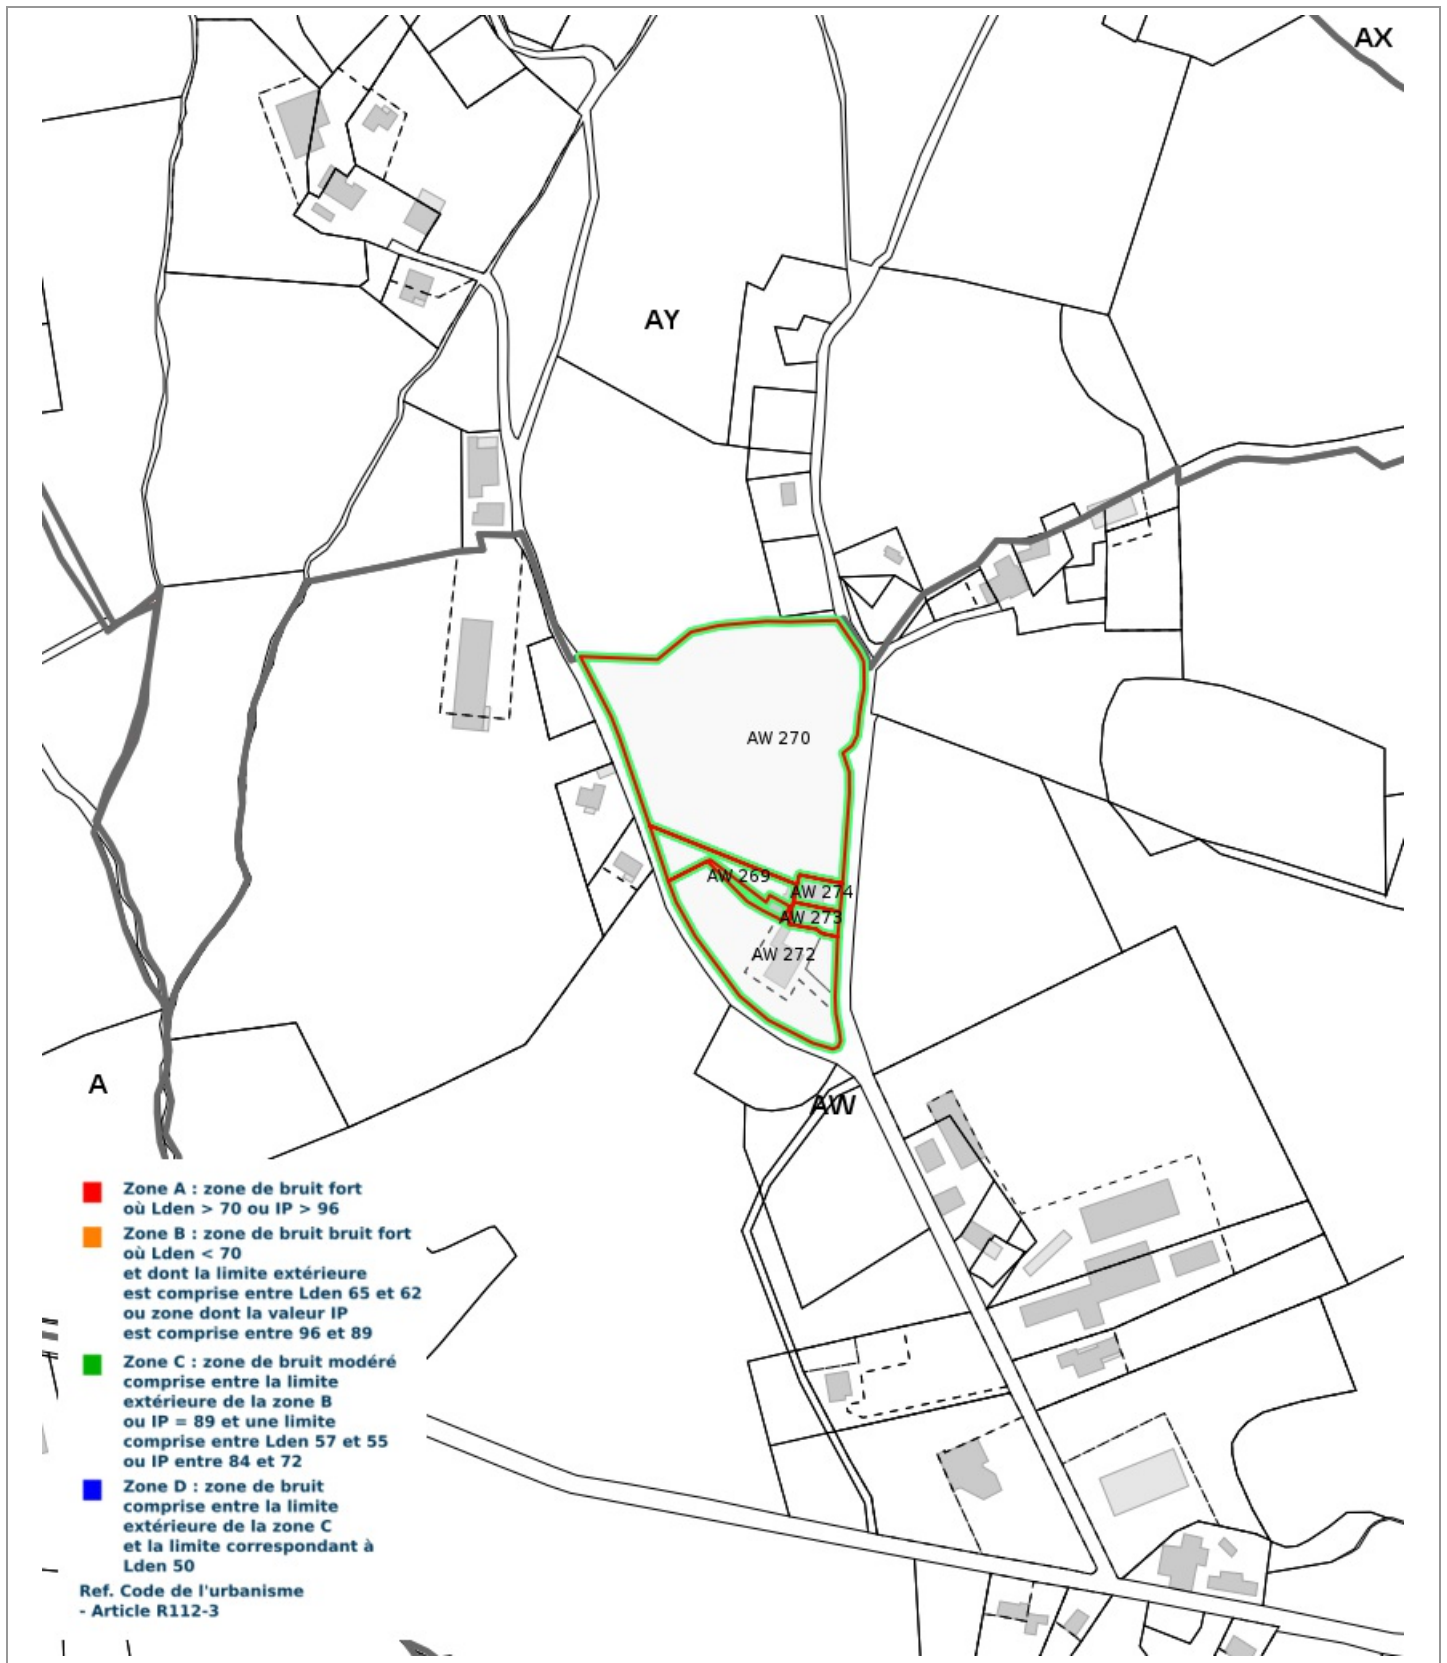 AX
AY
AW 270
AW 269
AW 274
AW 273
AW 272
A
AW
Zone A : zone de bruit fort
où Lden > 70 ou IP > 96
Zone B : zone de bruit bruit fort
où Lden < 70
et dont la limite extérieure
est comprise entre Lden 65 et 62
ou zone dont la valeur IP
est comprise entre 96 et 89
Zone C : zone de bruit modéré
comprise entre la limite
extérieure de la zone B
ou IP = 89 et une limite
comprise entre Lden 57 et 55
ou IP entre 84 et 72
Zone D : zone de bruit
comprise entre la limite
extérieure de la zone C
et la limite correspondant à
Lden 50
Ref. Code de l'urbanisme
- Article R112-3